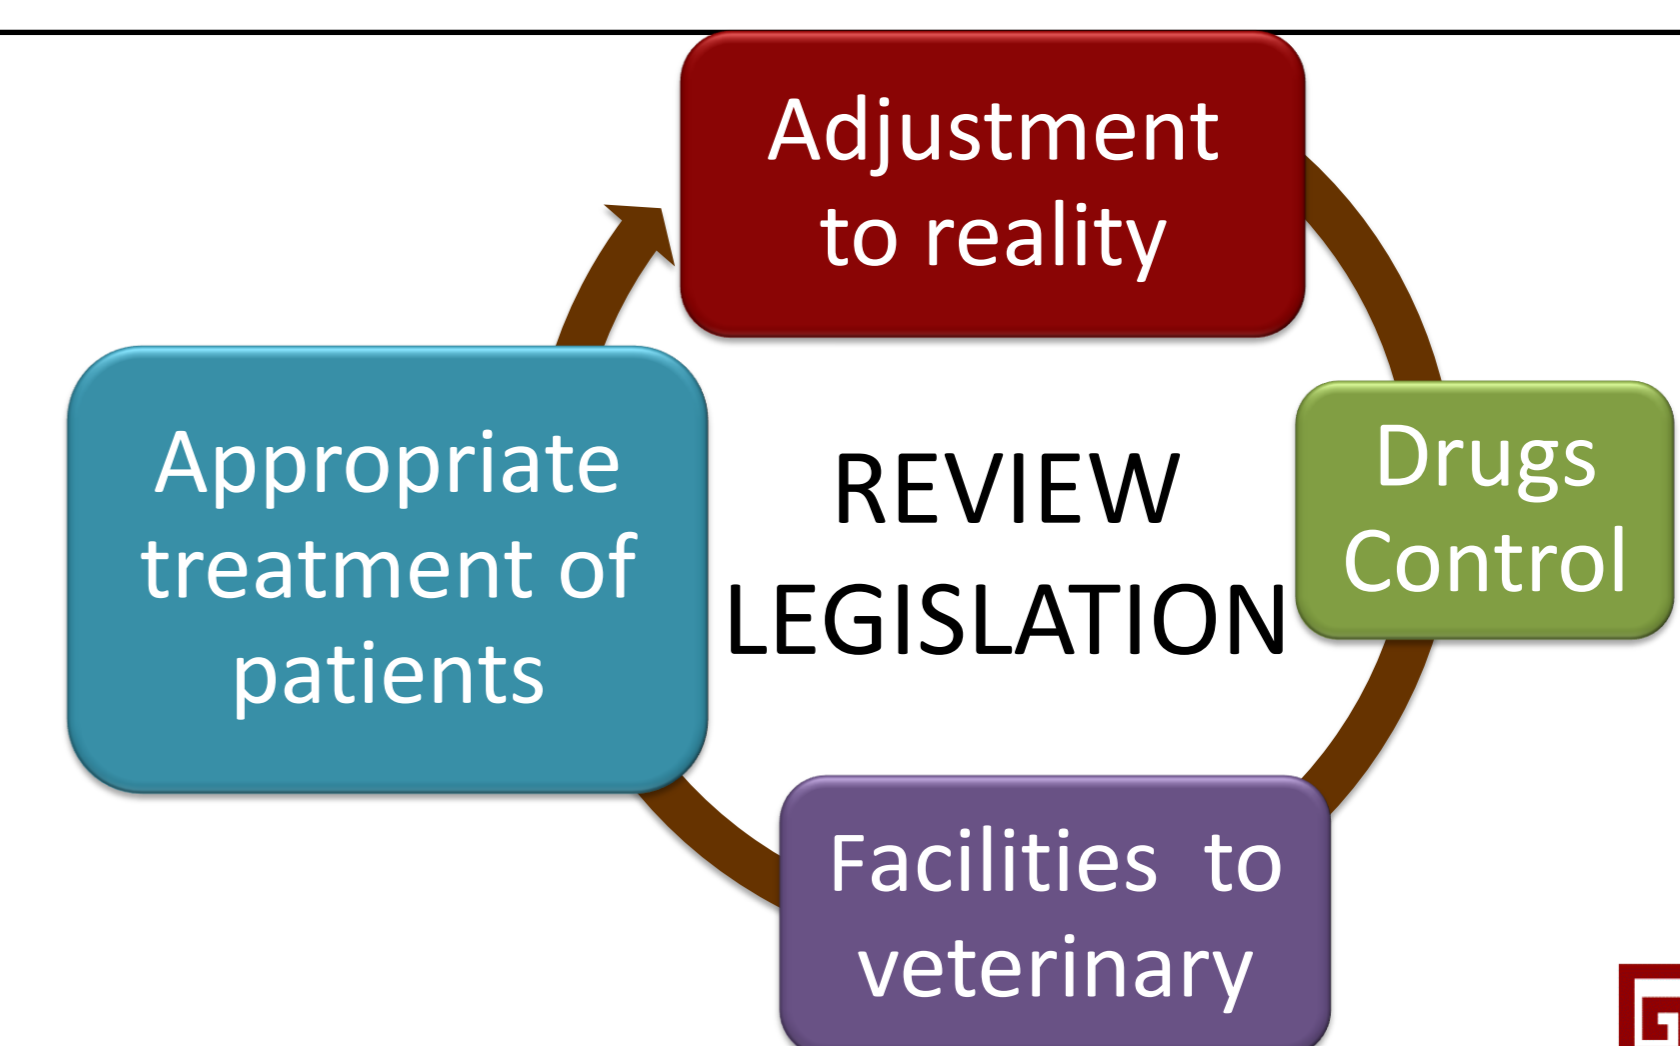 Adjustment
to reality
Drugs
Control
Facilities to
veterinary
Appropriate
treatment of
patients
REVIEW
LEGISLATION